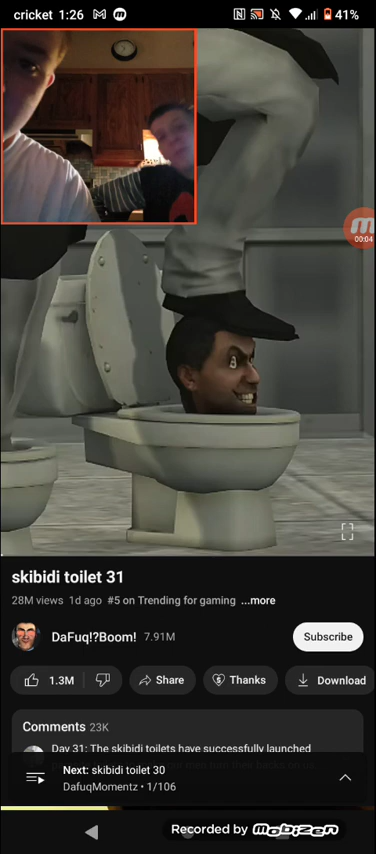 cricket 1:26
41%
00:04
skibidi toilet 31
28M views 1d ago #5 on Trending for gaming ...more
DaFuq!?Boom! 7.91M
Subscribe
1.3M
Share
Thanks
Download
Comments 23K
Day 31: The skibidi toilets have successfully launched
Next: skibidi toilet 30
DafuqMomentz • 1/106
Recorded by mobizen